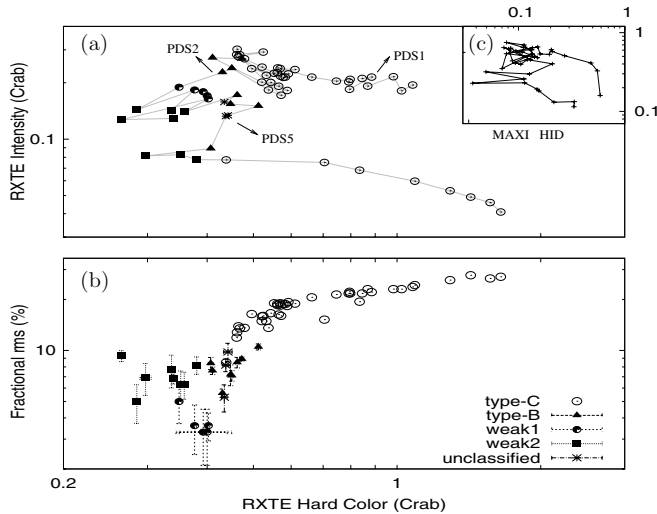 0.1 1
(a)
PDS2
PDS1
(c)
1
0.1
MAXI HID
RXTE Intensity (Crab)
0.1
PDS5
(b)
Fractional rms (%)
10
type-C
type-B
weak1
weak2
unclassified
0.2 1
RXTE Hard Color (Crab)